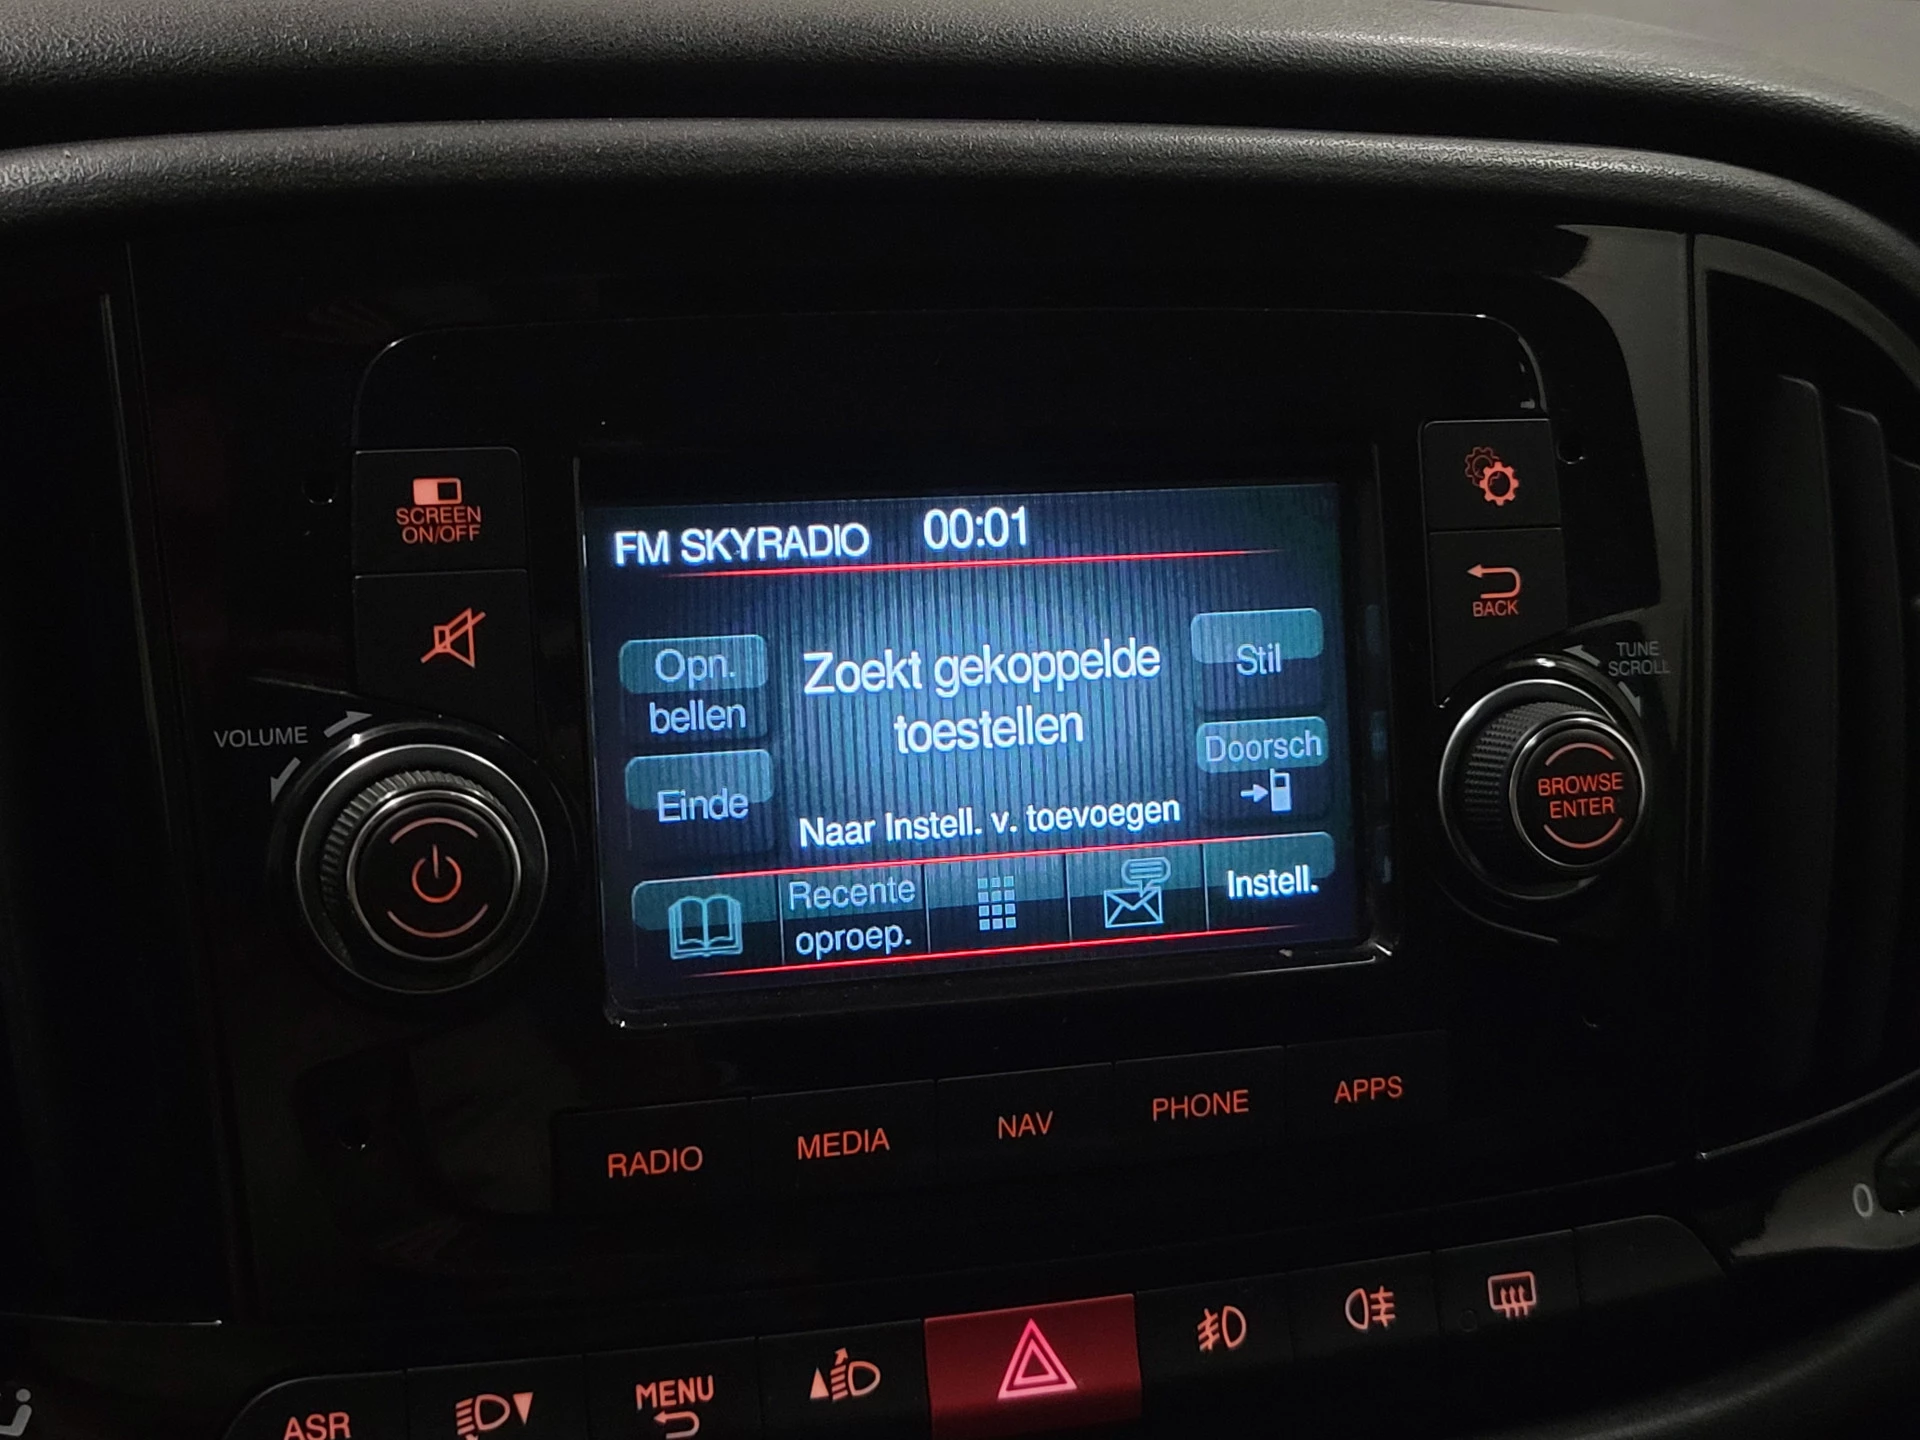 SCREEN
ON/OFF
VOLUME
FM SKYRADIO 00:01
Opn.
bellen
Zoekt gekoppelde
toestellen
Stil
Doorsch
Einde
Naar Instell. v. toevoegen
Recente
oproep.
Instell.
BACK
TUNE
SCROLL
BROWSE
ENTER
RADIO
MEDIA
NAV
PHONE
APPS
0
ASR
MENU